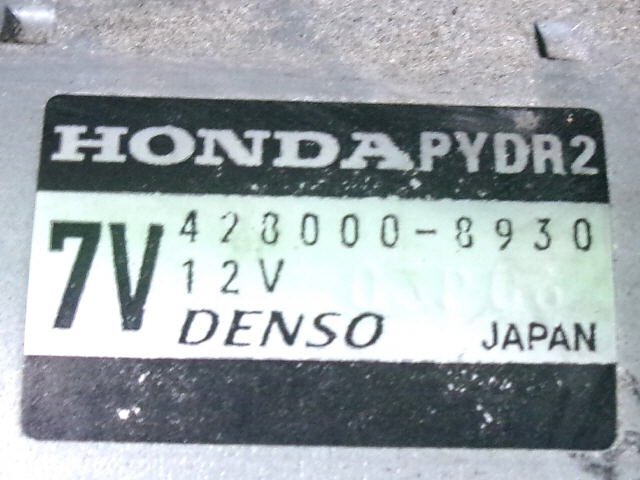 HONDA PYDR2
7V 428000-8930
12V
DENSO JAPAN